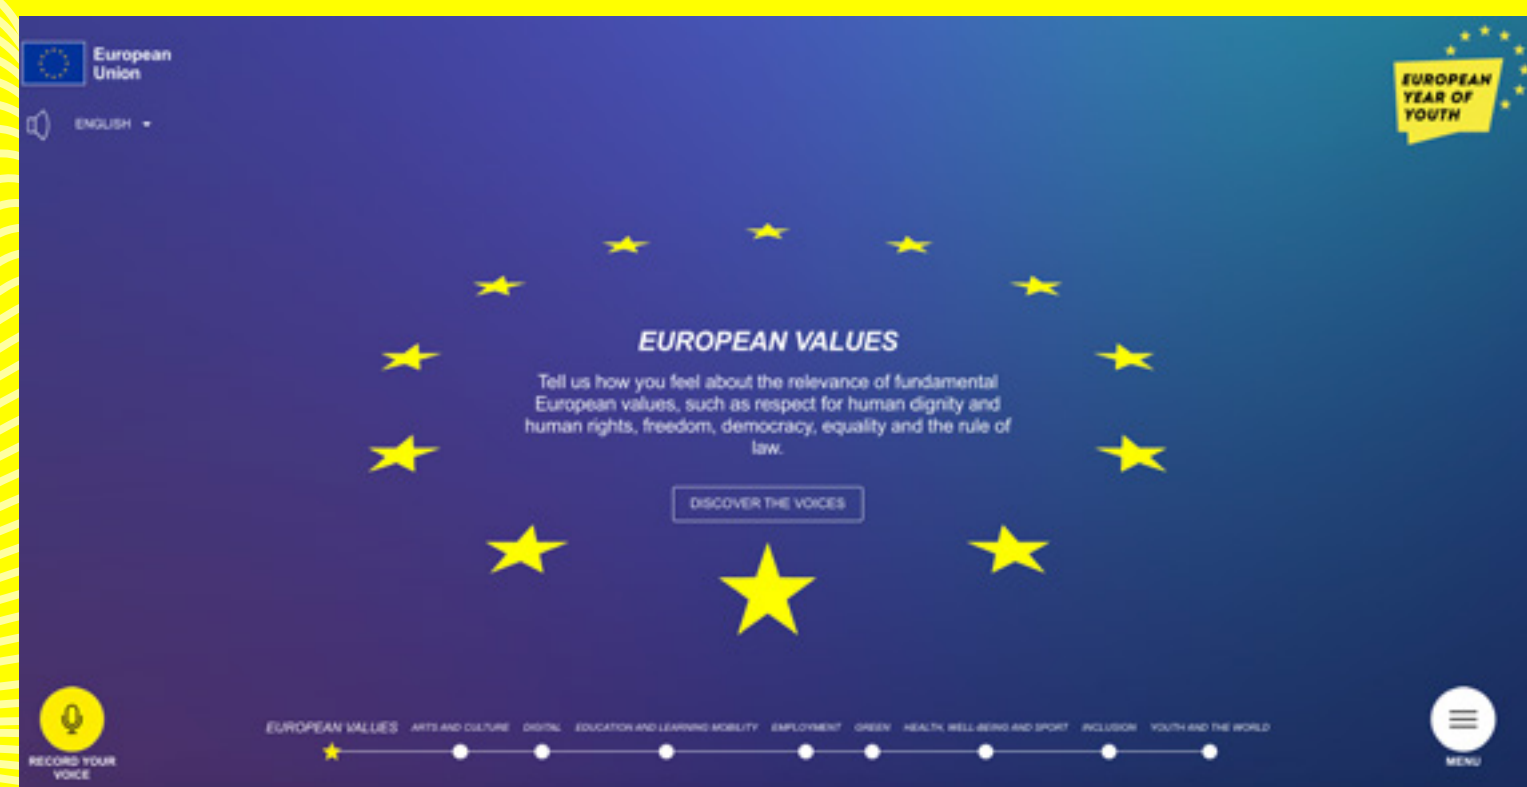 European
Union
ENGLISH
EUROPEAN
YEAR OF
YOUTH
EUROPEAN VALUES
Tell us how you feel about the relevance of fundamental
European values, such as respect for human dignity and
human rights, freedom, democracy, equality and the rule of
law.
DISCOVER THE VOICES
EUROPEAN VALUES ARTS AND CULTURE DIGITAL EDUCATION AND LEARNING MOBILITY EMPLOYMENT GREEN HEALTH, WELL-BEING AND SPORT INCLUSION YOUTH AND THE WORLD
RECORD YOUR
VOICE
MENU